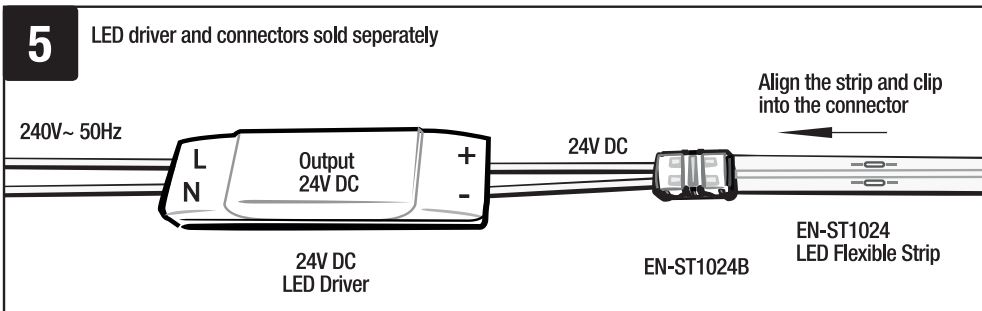 5
LED driver and connectors sold seperately
Align the strip and clip
into the connector
240V~ 50Hz
24V DC
L
N
Output
24V DC
+
-
EN-ST1024
LED Flexible Strip
24V DC
LED Driver
EN-ST1024B